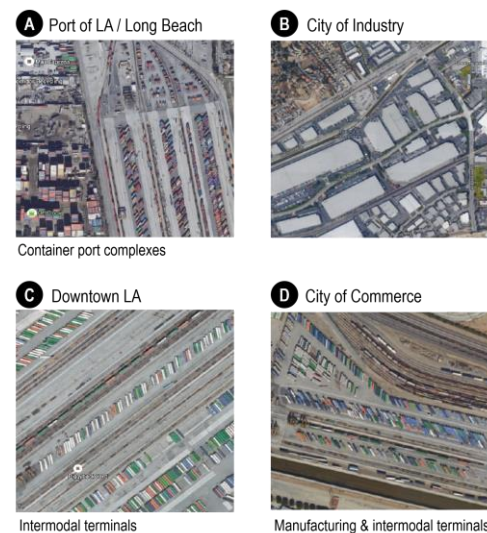 A Port of LA / Long Beach
B City of Industry
Container port complexes
C Downtown LA
D City of Commerce
Intermodal terminals
Manufacturing & intermodal terminals